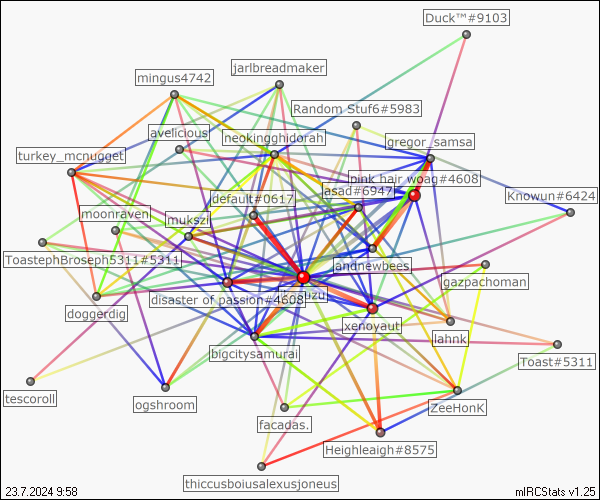 Duck™#9103
jarlbreadmaker
mingus4742
Random Stuf6#5983
avelicious
neokingghidorah
gregor_samsa
turkey_mcnugget
pink hair woag#4608
asad#6947
default#0617
Knowun#6424
moonraven
mukszi
ToastephBroseph5311#5311
andnewbees
gazpachoman
disaster of passion#4608
doggerdig
xenoyaut
lahnk
bigcitysamurai
Toast#5311
tescoroll
ogshroom
ZeeHonK
facadas.
Heighleaigh#8575
thiccusboiusalexusjoneus
23.7.2024 9:58
mIRCStats v1.25